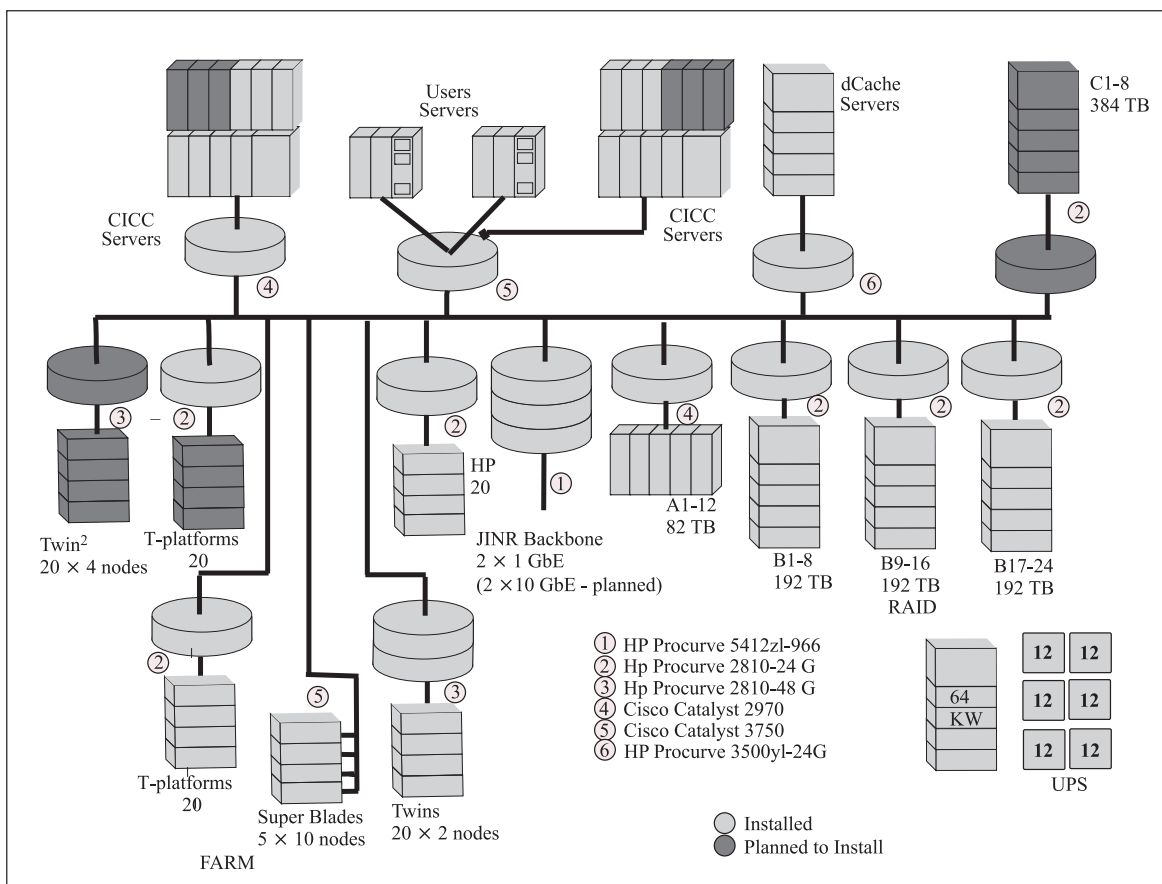 Users
Servers
dCache
Servers
C1-8
384 TB
2
CICC
Servers
CICC
Servers
4
5
6
3
–
2
2
1
4
2
2
2
HP
20
A1-12
82 TB
Twin²
20 × 4 nodes
T-platforms
20
JINR Backbone
2 × 1 GbE
(2 × 10 GbE - planned)
B1-8
192 TB
B9-16
192 TB
RAID
B17-24
192 TB
2
5
3
T-platforms
20
Super Blades
5 × 10 nodes
Twins
20 × 2 nodes
FARM
1 HP Procurve 5412zl-966
2 Hp Procurve 2810-24 G
3 Hp Procurve 2810-48 G
4 Cisco Catalyst 2970
5 Cisco Catalyst 3750
6 HP Procurve 3500yl-24G
64
KW
12 12
12 12
12 12
UPS
Installed
Planned to Install